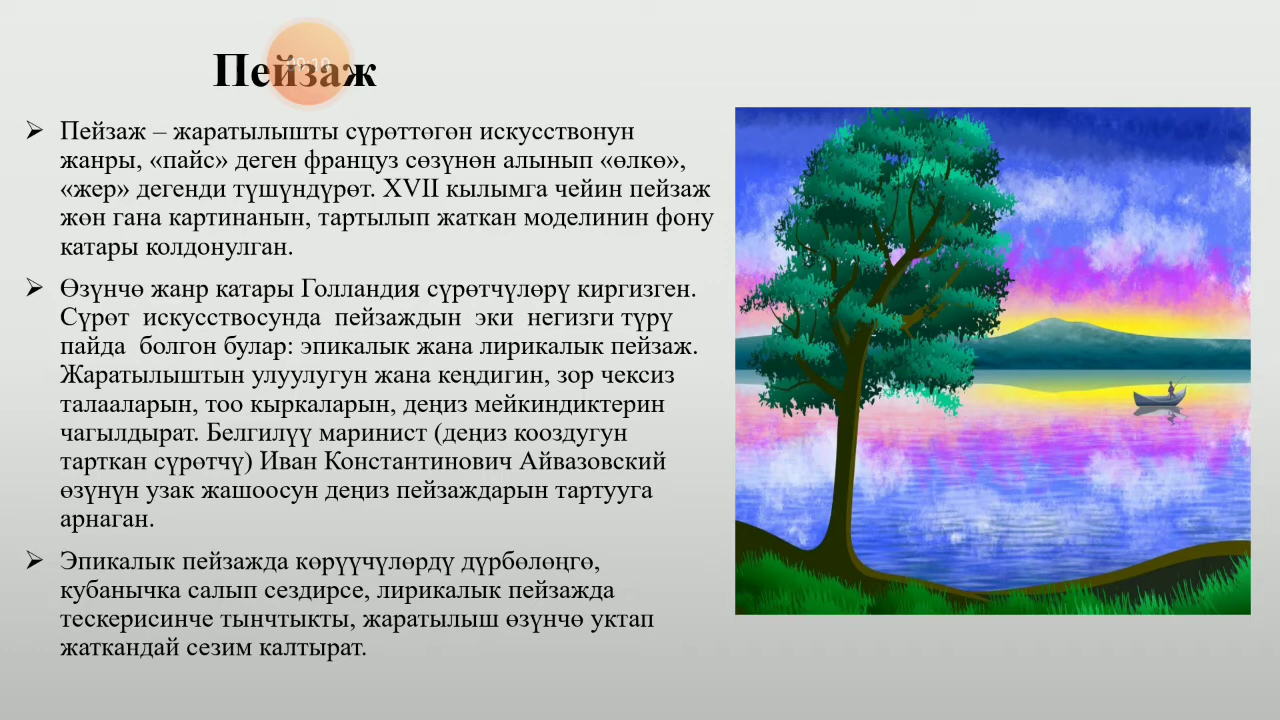 Пейзаж
Пейзаж – жаратылышты сүрөттөгөн искусствонун
жанры, «пайс» деген француз сөзүнөн алынып «өлкө»,
«жер» дегенди түшүндүрөт. XVII кылымга чейин пейзаж
жөн гана картинанын, тартылып жаткан моделинин фону
катары колдонулган.
Өзүнчө жанр катары Голландия сүрөтчүлөрү киргизген.
Сүрөт искусствосунда пейзаждын эки негизги түрү
пайда болгон булар: эпикалык жана лирикалык пейзаж.
Жаратылыштын улуулугун жана кеңдигин, зор чексиз
талааларын, тоо кыркаларын, деңиз мейкиндиктерин
чагылдырат. Белгилүү маринист (деңиз кооздугун
тарткан сүрөтчү) Иван Константинович Айвазовский
өзүнүн узак жашоосун деңиз пейзаждарын тартууга
арнаган.
Эпикалык пейзажда көрүүчүлөрдү дүрбөлөңгө,
кубанычка салып сездирсе, лирикалык пейзажда
тескерисинче тынчтыкты, жаратылыш өзүнчө уктап
жаткандай сезим калтырат.